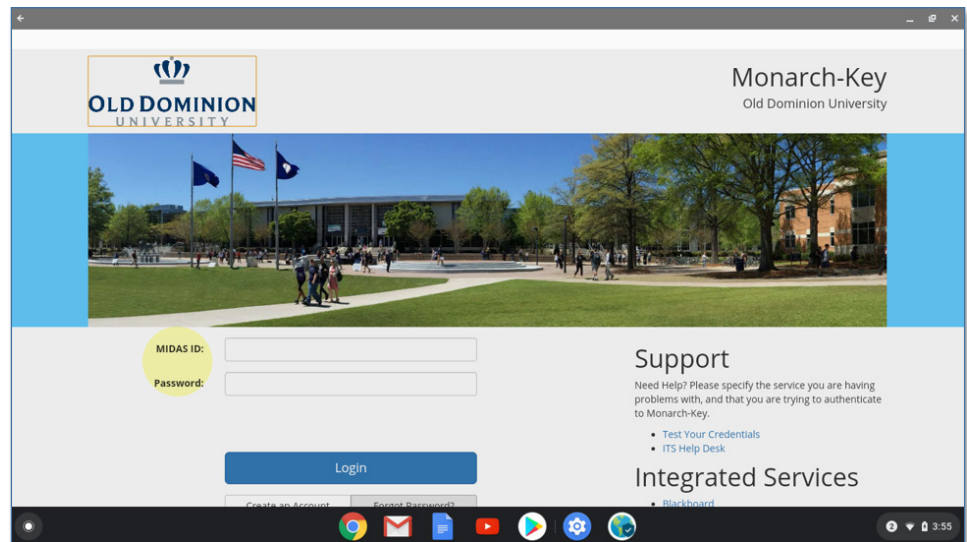 OLD DOMINION
UNIVERSITY
Monarch-Key
Old Dominion University
MIDAS ID:
Password:
Login
Create an Account
Forgot Password?
Support
Need Help? Please specify the service you are having
problems with, and that you are trying to authenticate
to Monarch-Key.
Test Your Credentials
ITS Help Desk
Integrated Services
Blackboard
2
3:55